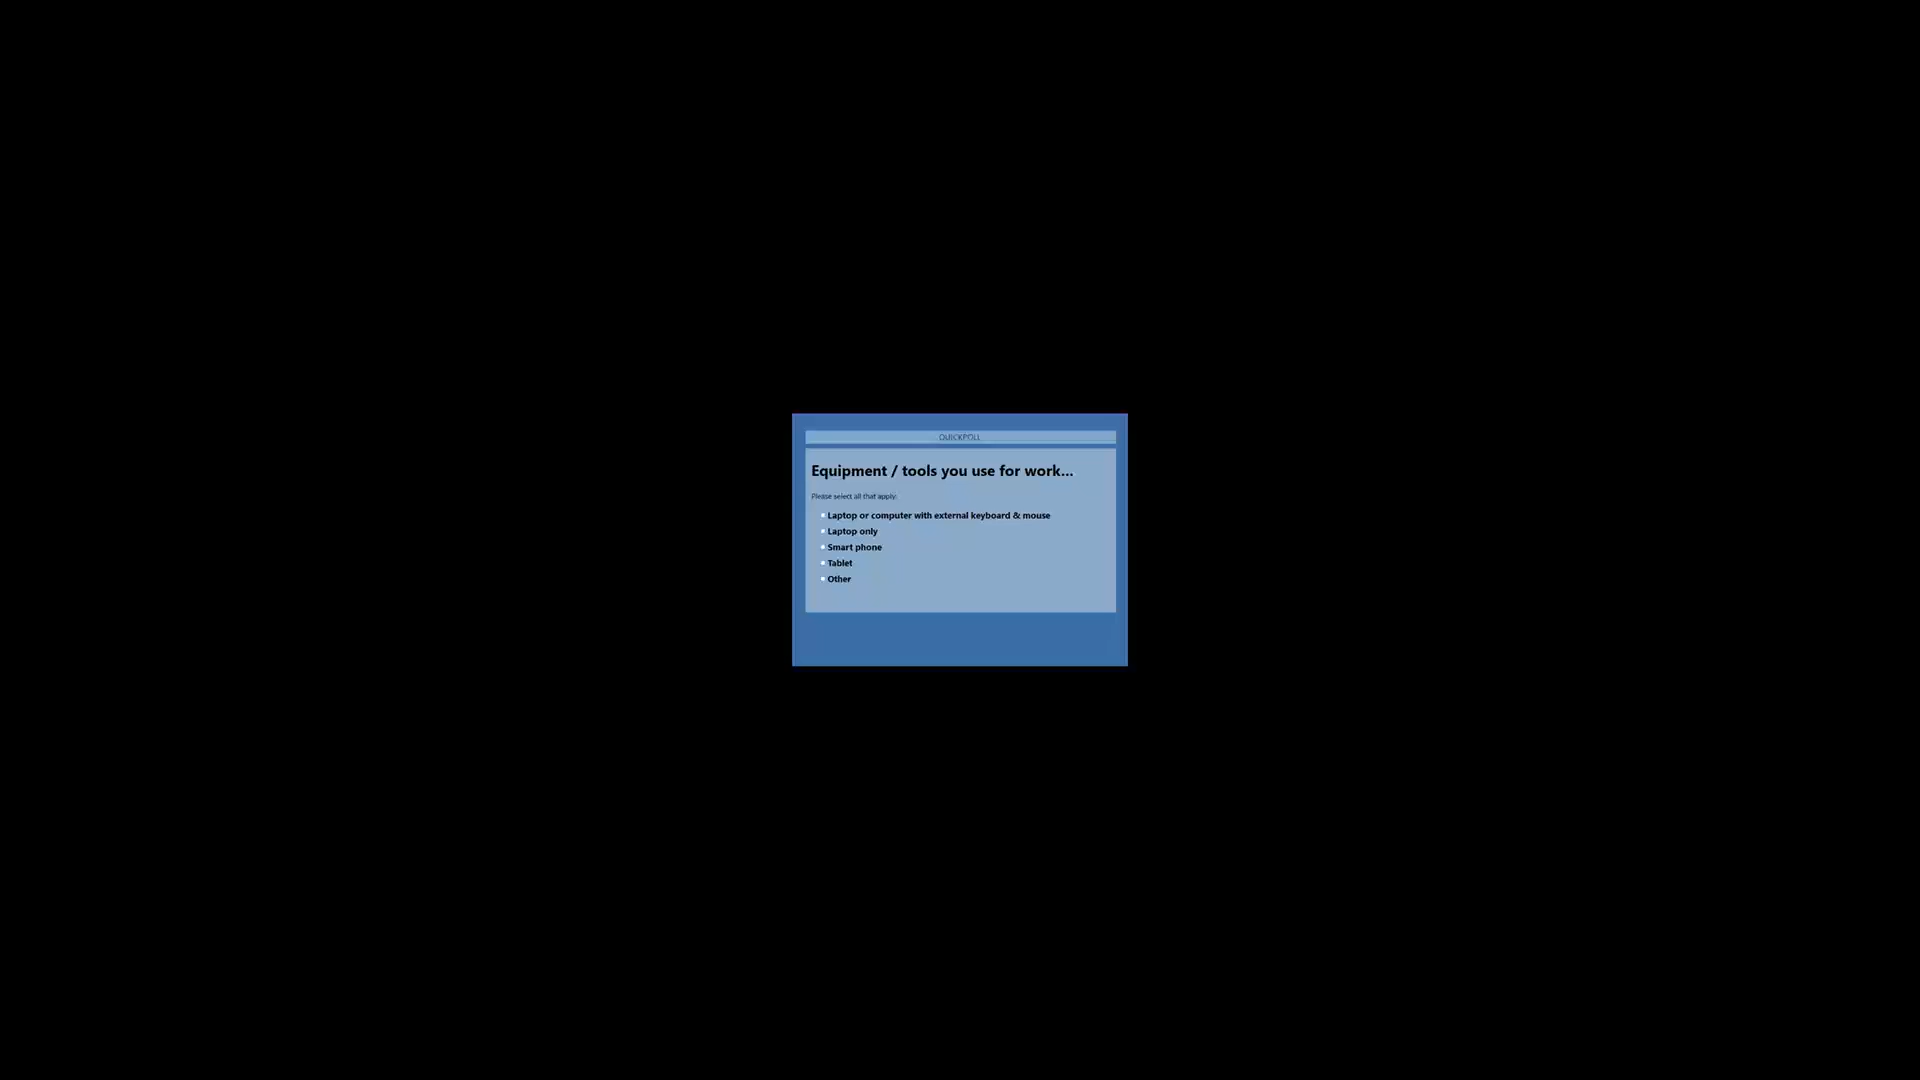 QUICKPOLL
Equipment / tools you use for work...
Please select all that apply:
Laptop or computer with external keyboard & mouse
Laptop only
Smart phone
Tablet
Other